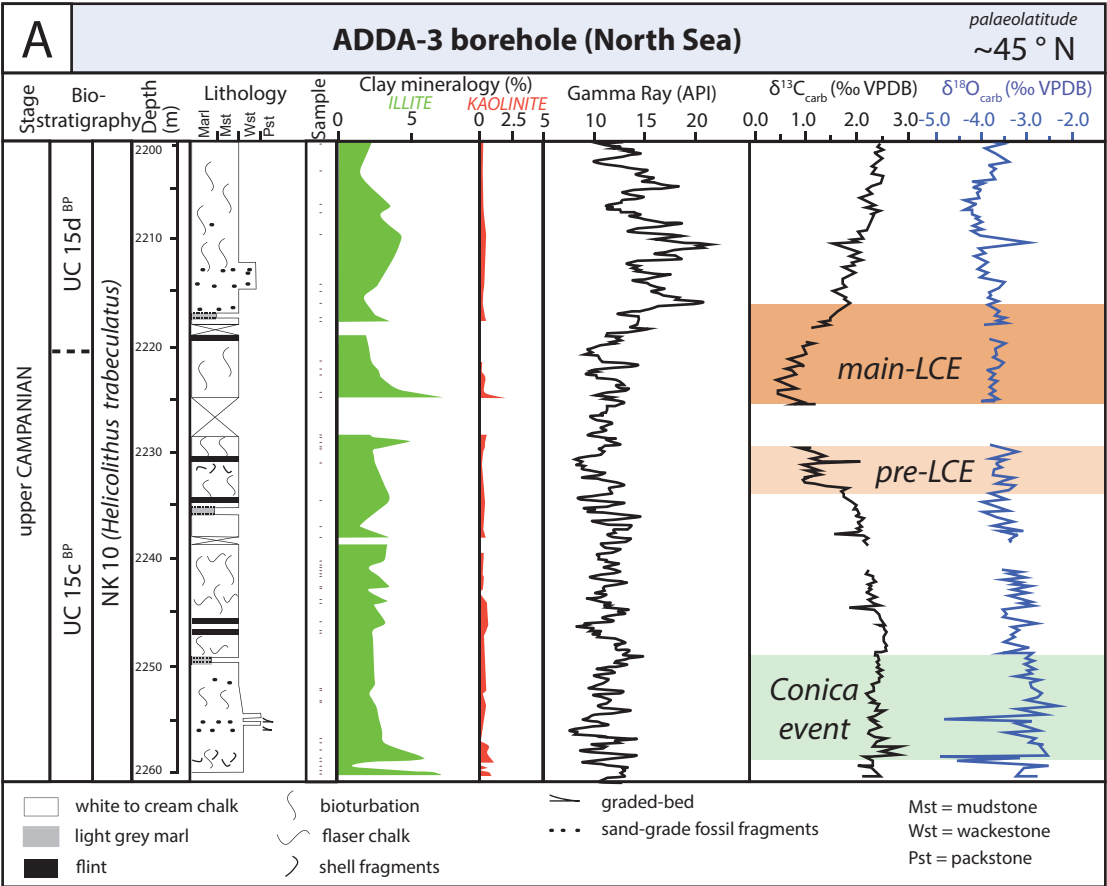 A
ADDA-3 borehole (North Sea)
palaeolatitude
~45 ° N
Stage
Bio-
stratigraphy
Depth
(m)
Lithology
Marl
Mst
Wst
Pst
Sample
Clay mineralogy (%)
ILLITE
KAOLINITE
0 5
0 2.5 5
Gamma Ray (API)
10 15 20
δ13Ccarb (‰ VPDB)
0.0 1.0 2.0 3.0
δ18Ocarb (‰ VPDB)
-5.0 -4.0 -3.0 -2.0
upper CAMPANIAN
UC 15d BP
UC 15c BP
NK 10 (Helicolithus trabeculatus)
2200
2210
2220
2230
2240
2250
2260
main-LCE
pre-LCE
Conica
event
white to cream chalk
light grey marl
flint
bioturbation
flaser chalk
shell fragments
graded-bed
sand-grade fossil fragments
Mst = mudstone
Wst = wackestone
Pst = packstone